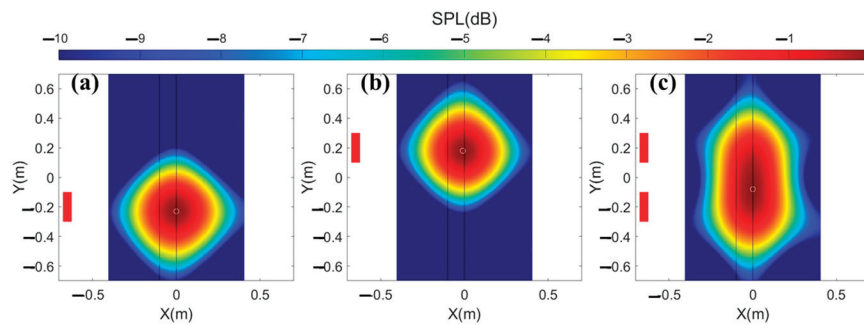 SPL(dB)
−10 −9 −8 −7 −6 −5 −4 −3 −2 −1
(a) (b) (c)
0.6 0.6 0.6
0.4 0.4 0.4
0.2 0.2 0.2
Y(m) 0 Y(m) 0 Y(m) 0
−0.2 −0.2 −0.2
−0.4 −0.4 −0.4
−0.6 −0.6 −0.6
−0.5 0 0.5 −0.5 0 0.5 −0.5 0 0.5
X(m) X(m) X(m)